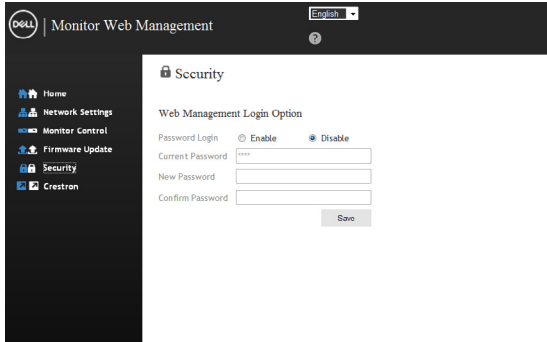 DELL | Monitor Web Management
English
?
Home
Network Settings
Monitor Control
Firmware Update
Security
Crestron
Security
Web Management Login Option
Password Login Enable Disable
Current Password ****
New Password
Confirm Password
Save